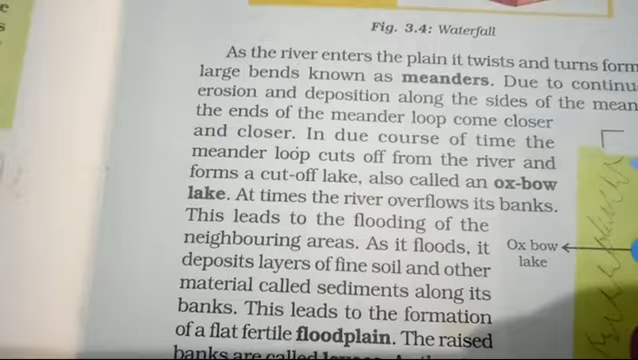 Fig. 3.4: Waterfall
As the river enters the plain it twists and turns form
large bends known as meanders. Due to continu
erosion and deposition along the sides of the mean
the ends of the meander loop come closer
and closer. In due course of time the
meander loop cuts off from the river and
forms a cut-off lake, also called an ox-bow
lake. At times the river overflows its banks.
This leads to the flooding of the
neighbouring areas. As it floods, it
deposits layers of fine soil and other
material called sediments along its
banks. This leads to the formation
of a flat fertile floodplain. The raised
banks are called
Ox bow
lake